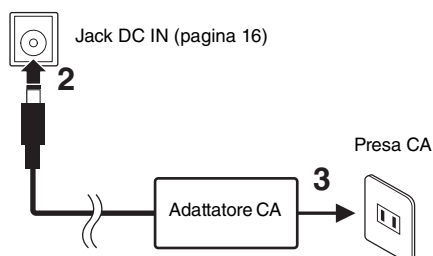 Jack DC IN (pagina 16)
2
Presa CA
3
Adattatore CA